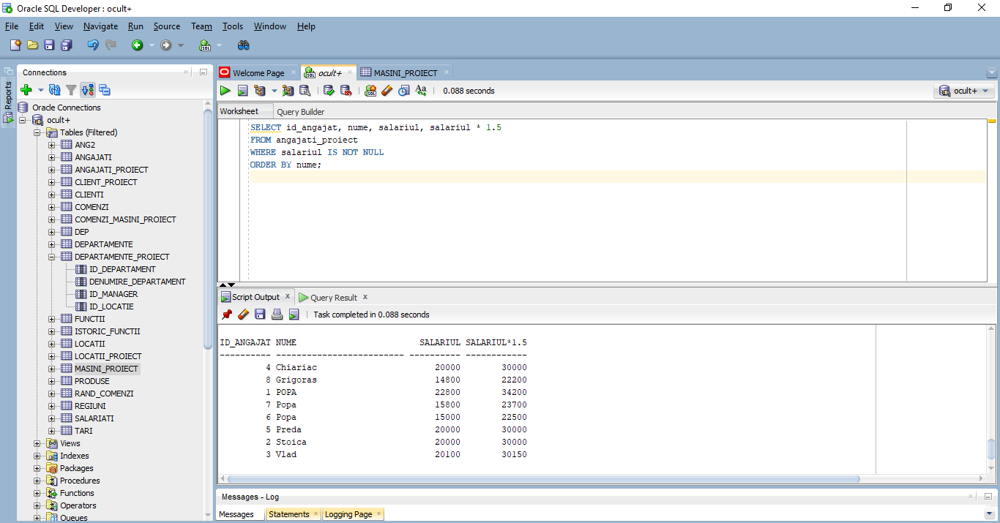 Oracle SQL Developer : ocult+
File Edit View Navigate Run Source Team Tools Window Help
Reports
Connections
Oracle Connections
ocult+
Tables (Filtered)
ANG2
ANGAJATI
ANGAJATI_PROIECT
CLIENT_PROIECT
CLIENTI
COMENZI
COMENZI_MASINI_PROIECT
DEP
DEPARTAMENTE
DEPARTAMENTE_PROIECT
ID_DEPARTAMENT
DENUMIRE_DEPARTAMENT
ID_MANAGER
ID_LOCATIE
FUNCTII
ISTORIC_FUNCTII
LOCATII
LOCATII_PROIECT
MASINI_PROIECT
PRODUSE
RAND_COMENZI
REGIUNI
SALARIATI
TARI
Views
Indexes
Packages
Procedures
Functions
Operators
Queues
Welcome Page ocult+ MASINI_PROIECT
0.088 seconds ocult+
Worksheet Query Builder
SELECT id_angajat, nume, salariul, salariul * 1.5
FROM angajati_proiect
WHERE salariul IS NOT NULL
ORDER BY nume;
Script Output x Query Result x
Task completed in 0.088 seconds
ID_ANGAJAT NUME SALARIUL SALARIUL*1.5
---------- ------------------------- ---------- ------------
4 Chiariac 20000 30000
8 Grigoras 14800 22200
1 POPA 22800 34200
7 Popa 15800 23700
6 Popa 15000 22500
5 Preda 20000 30000
2 Stoica 20000 30000
3 Vlad 20100 30150
Messages - Log
Messages Statements Logging Page